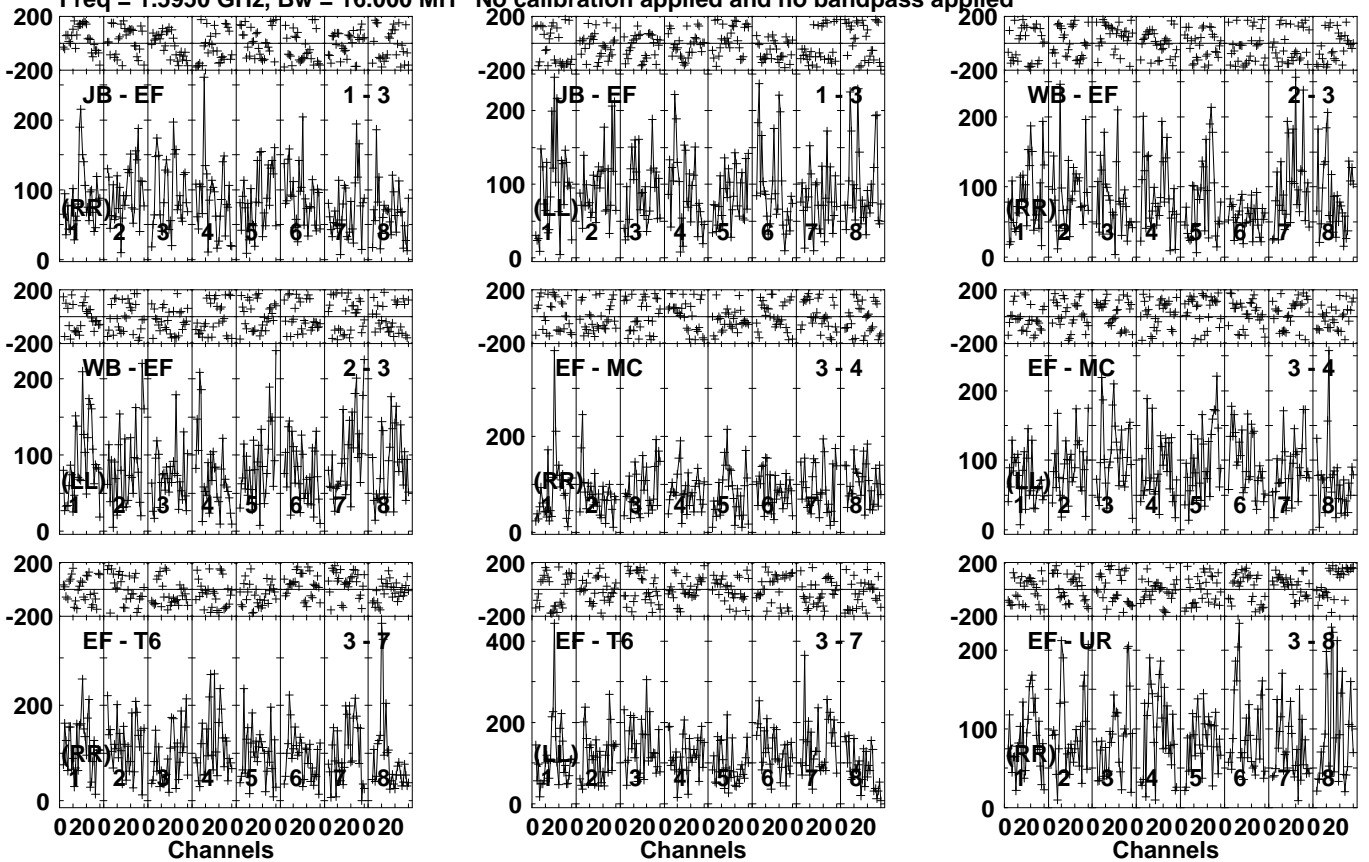 Freq = 1.5950 GHz, Bw = 16.000 MH No calibration applied and no bandpass applied
200 200 200
-200 -200 -200
JB - EF 1 - 3 JB - EF 1 - 3 WB - EF 2 - 3
200 200 200
100 100 100
(RR) (LL) (RR)
1 2 3 4 5 6 7 8 1 2 3 4 5 6 7 8 1 2 3 4 5 6 7 8
0 0 0
200 200 200
-200 -200 -200
WB - EF 2 - 3 EF - MC 3 - 4 EF - MC 3 - 4
200 200 200
100 100
(LL) (RR) (LL)
1 2 3 4 5 6 7 8 1 2 3 4 5 6 7 8 1 2 3 4 5 6 7 8
0 0 0
200 200 200
-200 -200 -200
EF - T6 3 - 7 EF - T6 3 - 7 EF - UR 3 - 8
200 400 200
200 100
(RR) (LL) (RR)
1 2 3 4 5 6 7 8 1 2 3 4 5 6 7 8 1 2 3 4 5 6 7 8
0 0 0
0 20 0 20 0 20 0 20 0 20 0 20 0 20 0 20 0 20 0 20 0 20 0 20 0 20 0 20 0 20 0 20 0 20 0 20 0 20 0 20 0 20 0 20 0 20 0 20
Channels Channels Channels